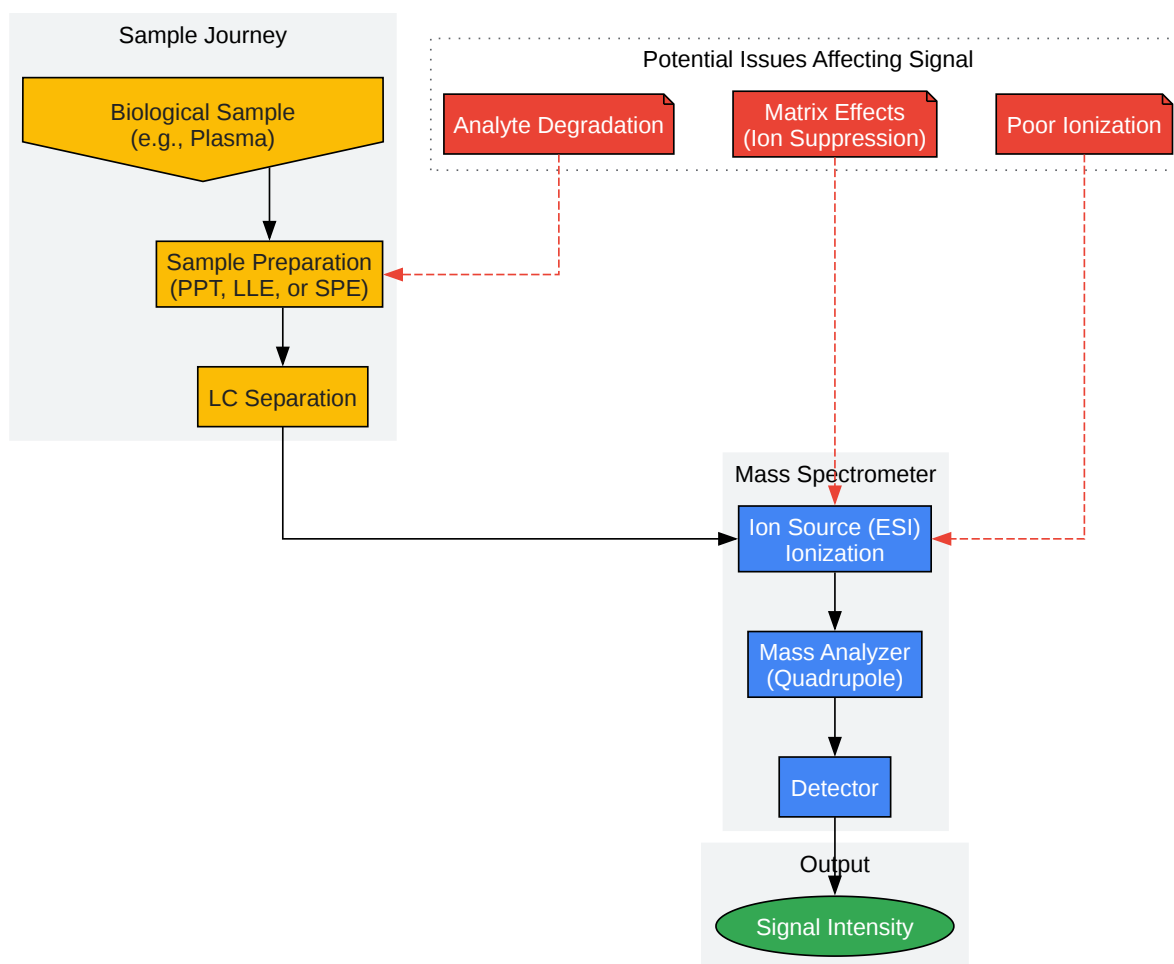 Sample Journey
Biological Sample
(e.g., Plasma)
Sample Preparation
(PPT, LLE, or SPE)
LC Separation
Potential Issues Affecting Signal
Analyte Degradation
Matrix Effects
(Ion Suppression)
Poor Ionization
Mass Spectrometer
Ion Source (ESI)
Ionization
Mass Analyzer
(Quadrupole)
Detector
Output
Signal Intensity